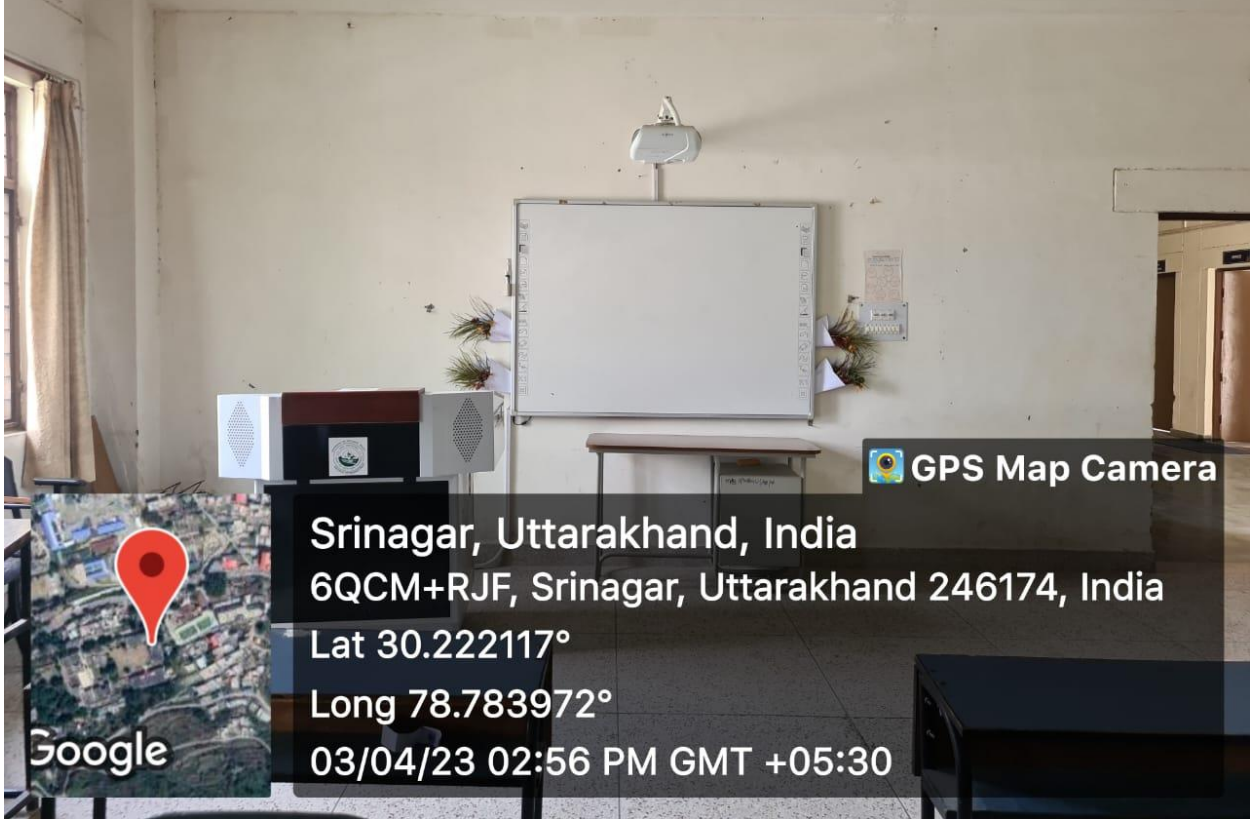 GPS Map Camera
Srinagar, Uttarakhand, India
6QCM+RJF, Srinagar, Uttarakhand 246174, India
Lat 30.222117°
Long 78.783972°
03/04/23 02:56 PM GMT +05:30
Google